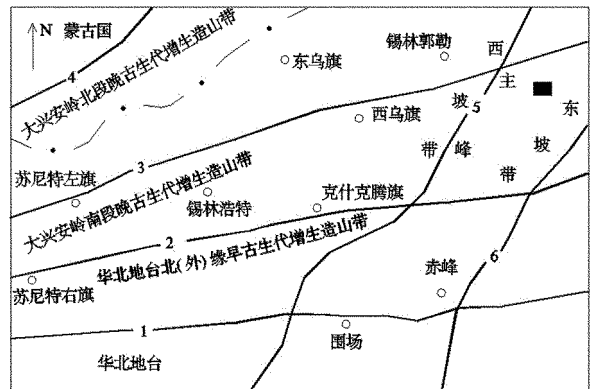 N 蒙古国
大兴安岭北段晚古生代增生造山带
4
东乌旗
锡林郭勒
西坡带
主峰
东坡带
5
西乌旗
3
苏尼特左旗
大兴安岭南段晚古生代增生造山带
锡林浩特
克什克腾旗
2
华北地台北(外)缘早古生代增生造山带
苏尼特右旗
6
赤峰
1
围场
华北地台